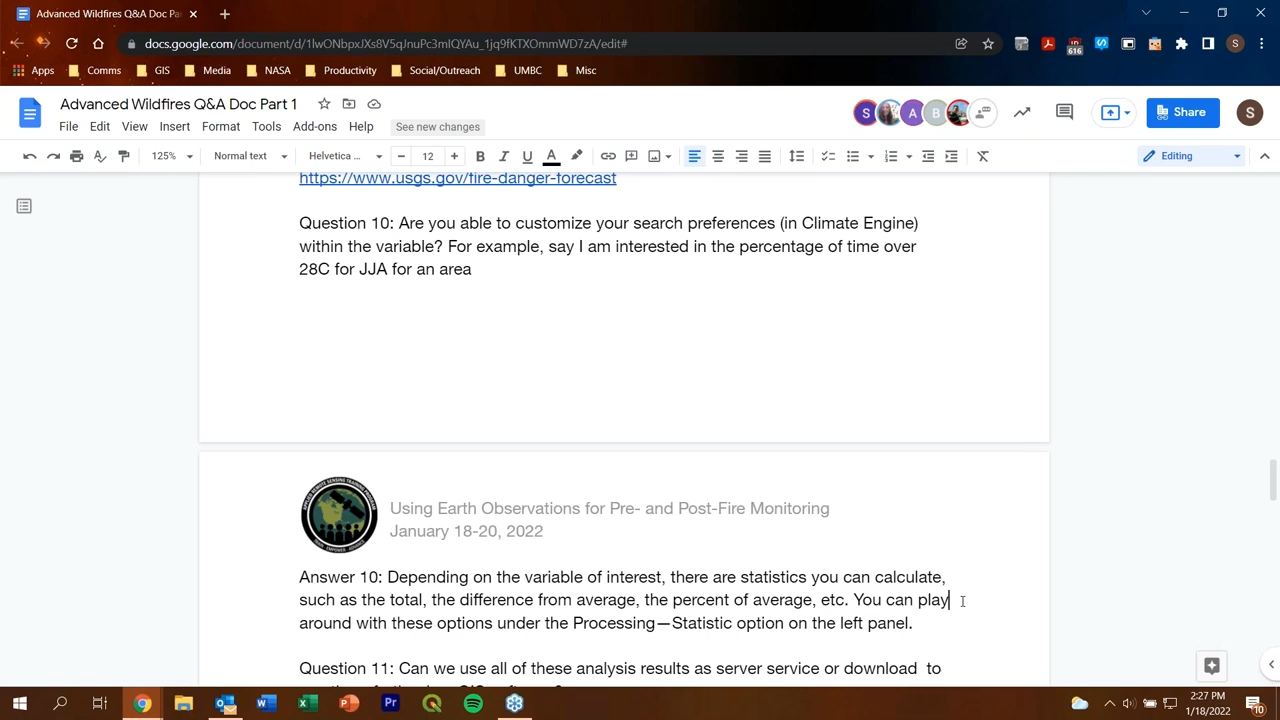 Advanced Wildfires Q&A Doc Pa
docs.google.com/document/d/1lwONbpxJXs8V5qJnuPc3mIQYAu_1jq9fKTXOmmWD7zA/edit#
616
S
Apps Comms GIS Media NASA Productivity Social/Outreach UMBC Misc
Advanced Wildfires Q&A Doc Part 1
S A B Share S
File Edit View Insert Format Tools Add-ons Help See new changes
125% Normal text Helvetica ... 12 B I U A Editing
https://www.usgs.gov/fire-danger-forecast
Question 10: Are you able to customize your search preferences (in Climate Engine)
within the variable? For example, say I am interested in the percentage of time over
28C for JJA for an area
Using Earth Observations for Pre- and Post-Fire Monitoring
January 18-20, 2022
Answer 10: Depending on the variable of interest, there are statistics you can calculate,
such as the total, the difference from average, the percent of average, etc. You can play
around with these options under the Processing—Statistic option on the left panel.
Question 11: Can we use all of these analysis results as server service or download  to
2:27 PM
1/18/2022
10